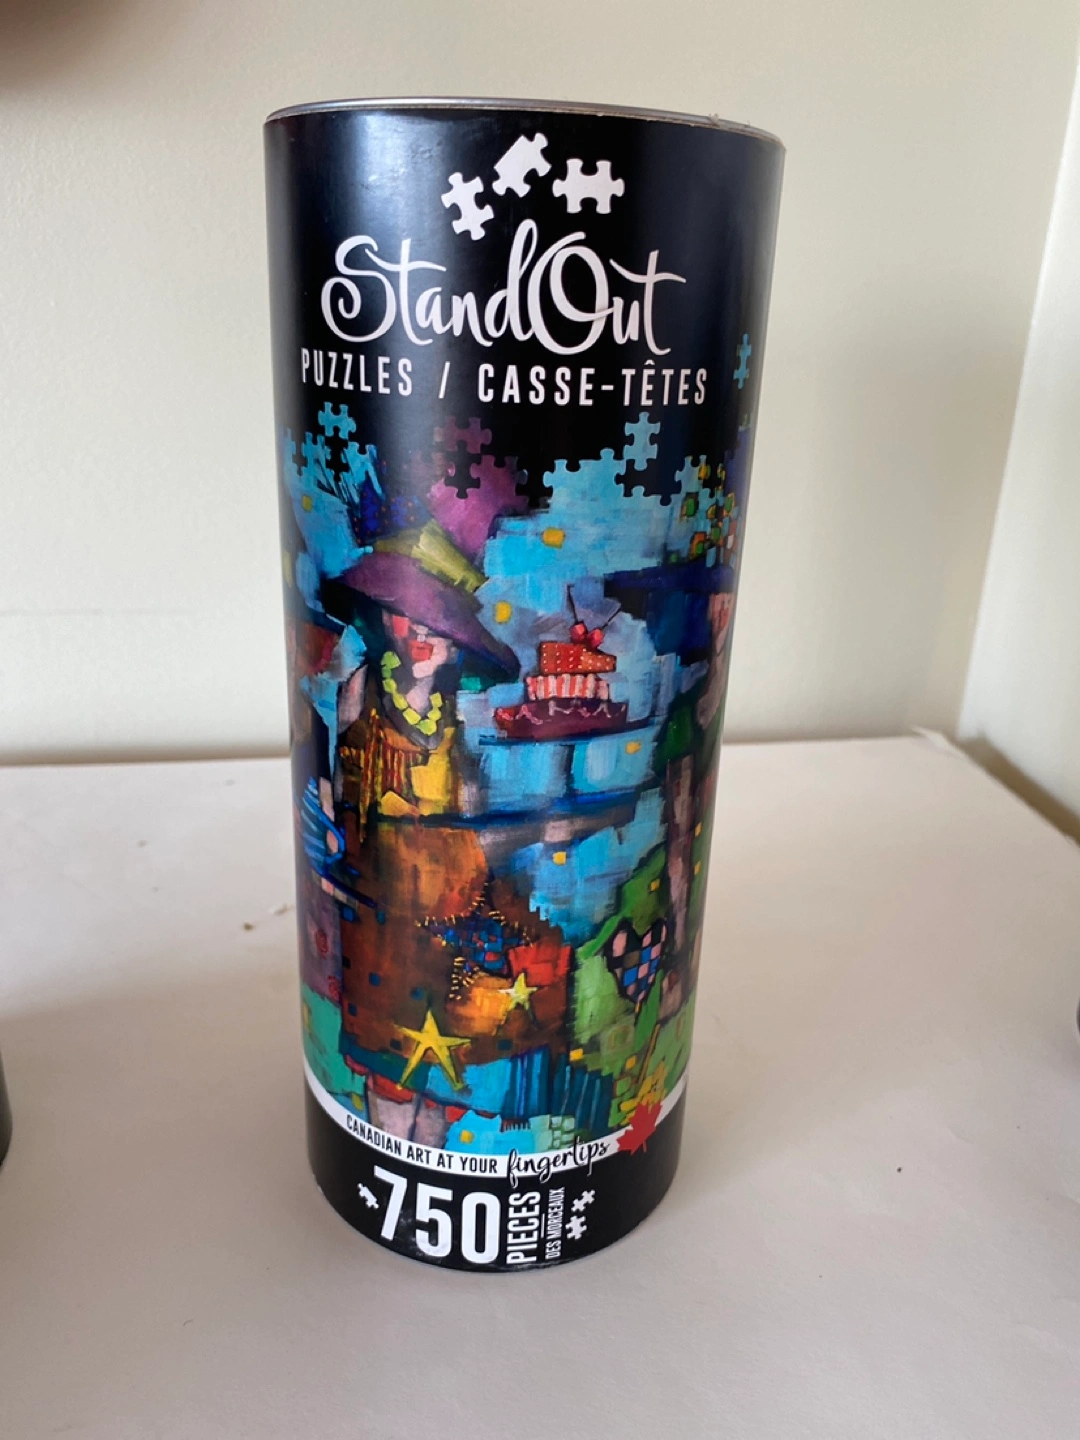 StandOut
PUZZLES / CASSE-TÊTES
CANADIAN ART AT YOUR fingertips
750 PIECES
DES MORCEAUX